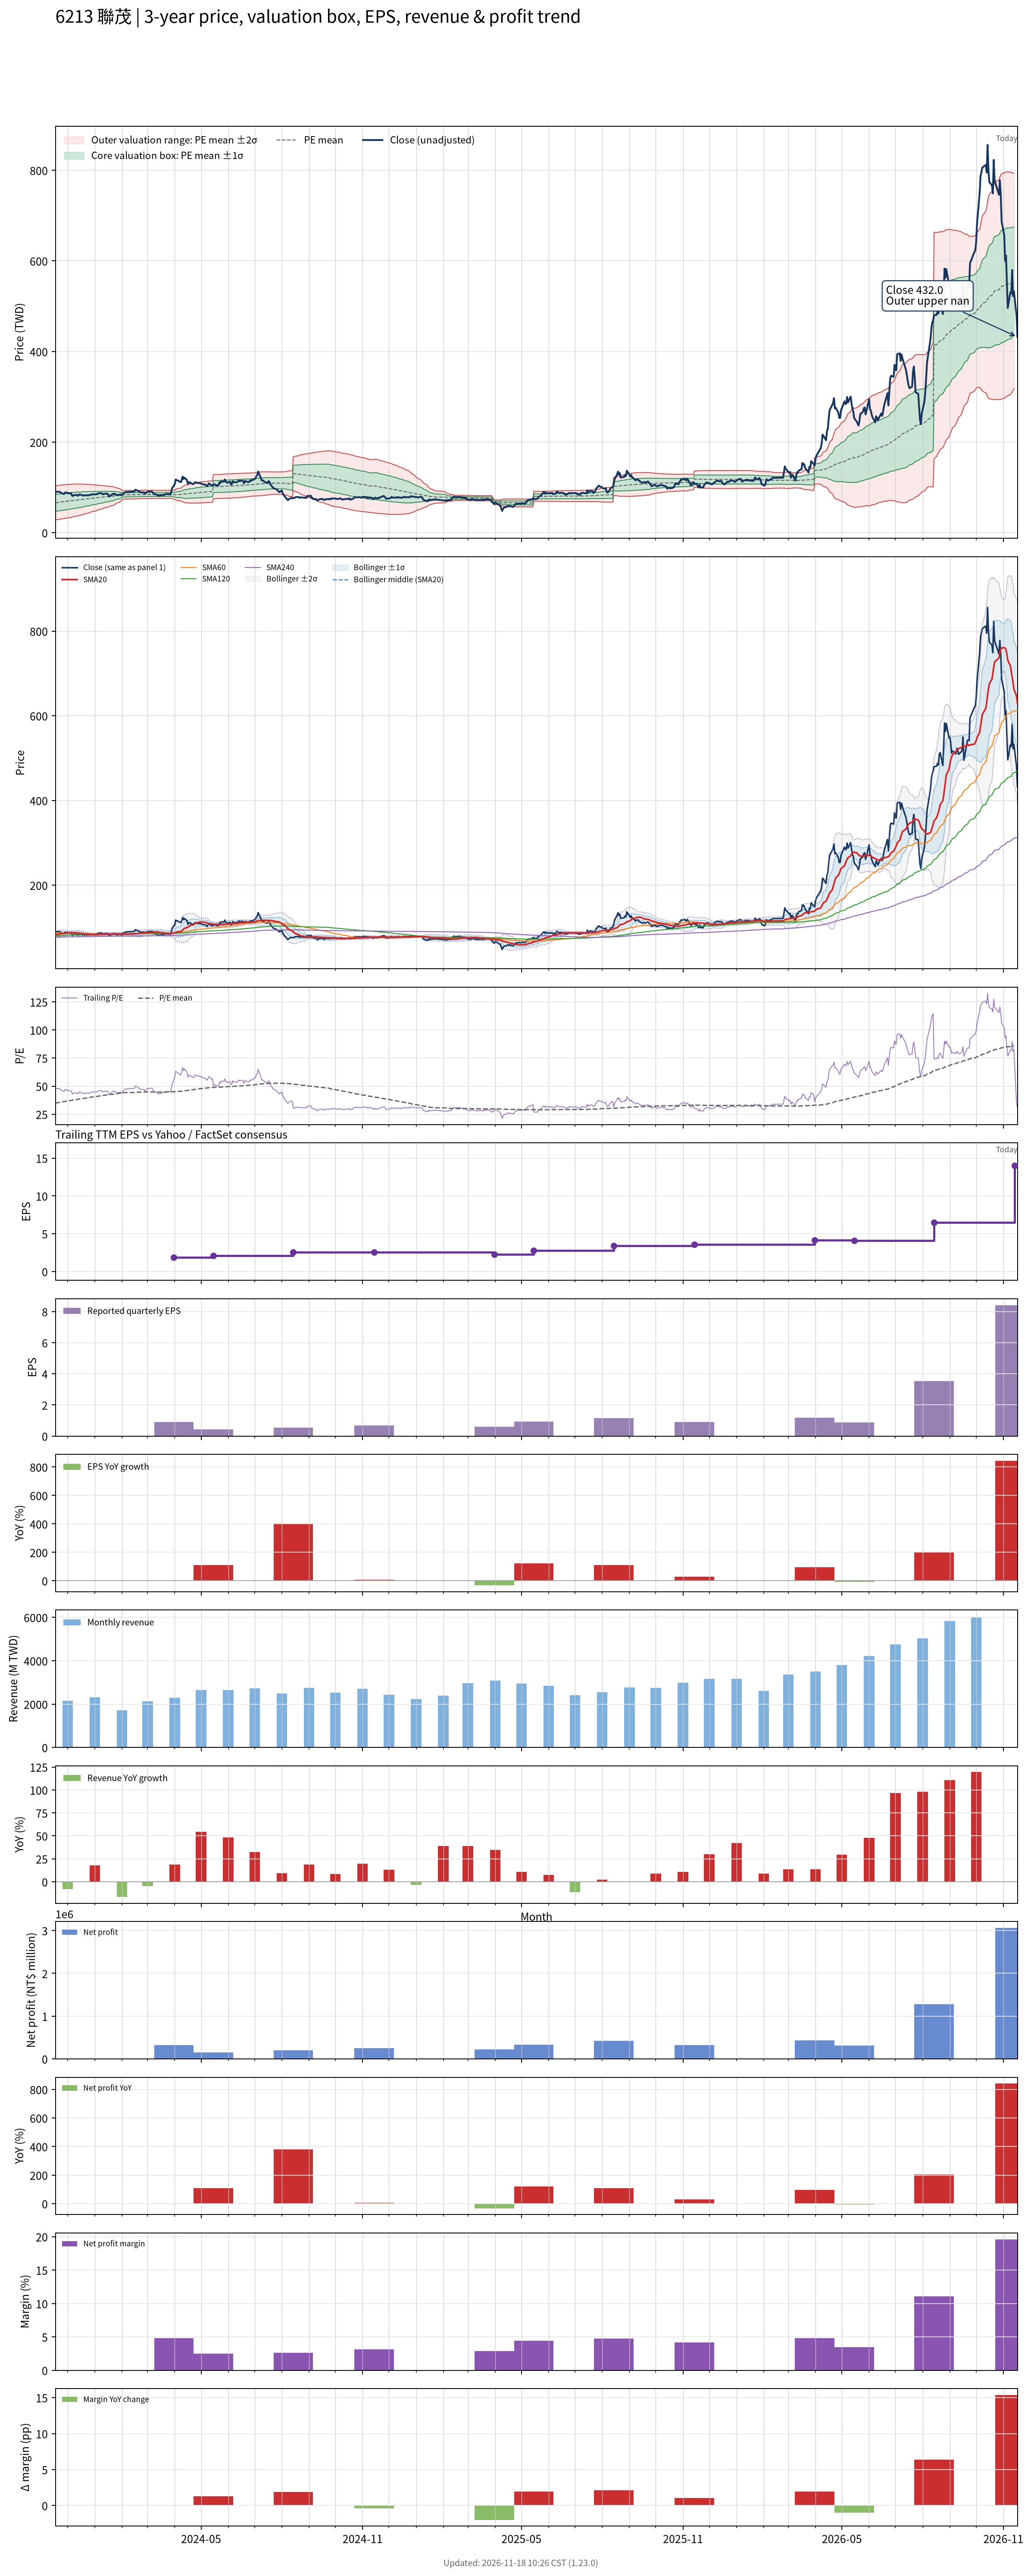 6213 聯茂 | 3-year price, valuation box, EPS, revenue & profit trend
Outer valuation range: PE mean ±2σ
PE mean
Close (unadjusted)
Core valuation box: PE mean ±1σ
Today
800
600
400
200
0
Price (TWD)
Close 432.0
Outer upper nan
Close (same as panel 1)
SMA60
SMA240
Bollinger ±1σ
SMA20
SMA120
Bollinger ±2σ
Bollinger middle (SMA20)
800
600
400
200
Price
Trailing P/E
P/E mean
125
100
75
50
25
P/E
Trailing TTM EPS vs Yahoo / FactSet consensus
Today
15
10
5
0
EPS
Reported quarterly EPS
8
6
4
2
0
EPS
EPS YoY growth
800
600
400
200
0
YoY (%)
Monthly revenue
6000
4000
2000
0
Revenue (M TWD)
Revenue YoY growth
125
100
75
50
25
0
YoY (%)
Month
1e6
Net profit
3
2
1
0
Net profit (NT$ million)
Net profit YoY
800
600
400
200
0
YoY (%)
Net profit margin
20
15
10
5
0
Margin (%)
Margin YoY change
15
10
5
0
Δ margin (pp)
2024-05
2024-11
2025-05
2025-11
2026-05
2026-11
Updated: 2026-11-18 10:26 CST (1.23.0)